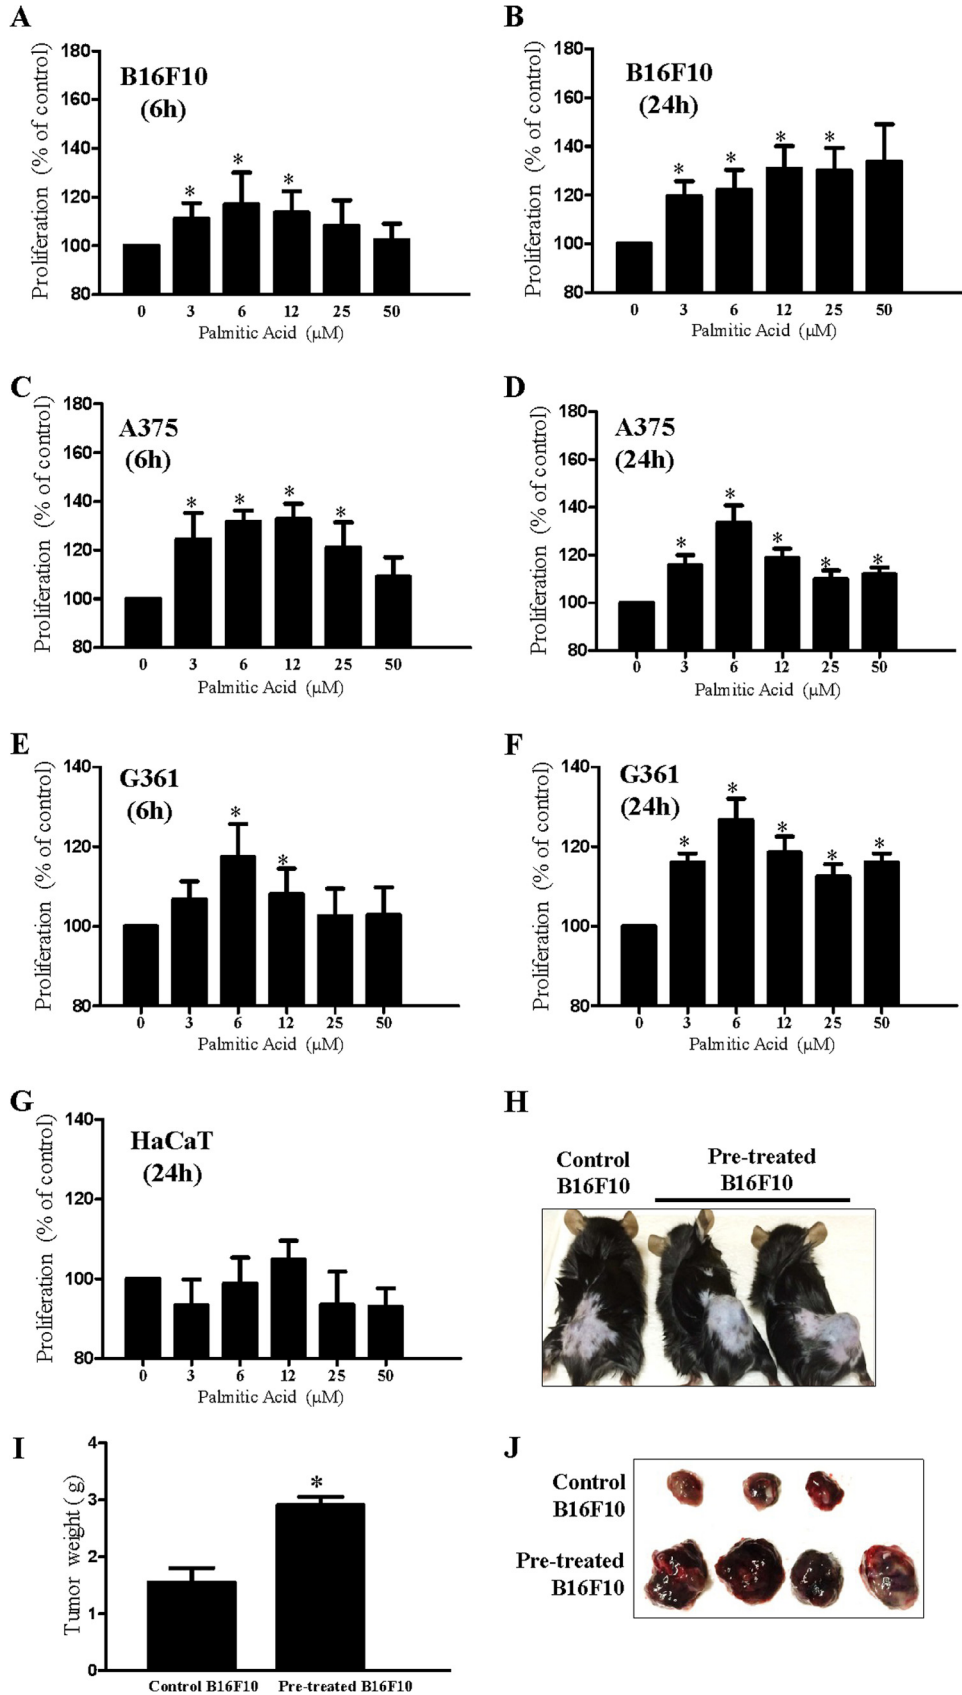 A
B16F10
(6h)
Proliferation (% of control)
180
160
140
120
100
80
*
*
*
0 3 6 12 25 50
Palmitic Acid (µM)
B
B16F10
(24h)
Proliferation (% of control)
180
160
140
120
100
80
*
*
*
*
0 3 6 12 25 50
Palmitic Acid (µM)
C
A375
(6h)
Proliferation (% of control)
180
160
140
120
100
80
*
*
*
*
0 3 6 12 25 50
Palmitic Acid (µM)
D
A375
(24h)
Proliferation (% of control)
180
160
140
120
100
80
*
*
*
*
*
0 3 6 12 25 50
Palmitic Acid (µM)
E
G361
(6h)
Proliferation (% of control)
140
120
100
80
*
*
0 3 6 12 25 50
Palmitic Acid (µM)
F
G361
(24h)
Proliferation (% of control)
140
120
100
80
*
*
*
*
*
0 3 6 12 25 50
Palmitic Acid (µM)
G
HaCaT
(24h)
Proliferation (% of control)
140
120
100
80
0 3 6 12 25 50
Palmitic Acid (µM)
H
Control
B16F10
Pre-treated
B16F10
I
Tumor weight ( g)
4
3
2
1
0
*
Control B16F10 Pre-treated B16F10
J
Control
B16F10
Pre-treated
B16F10